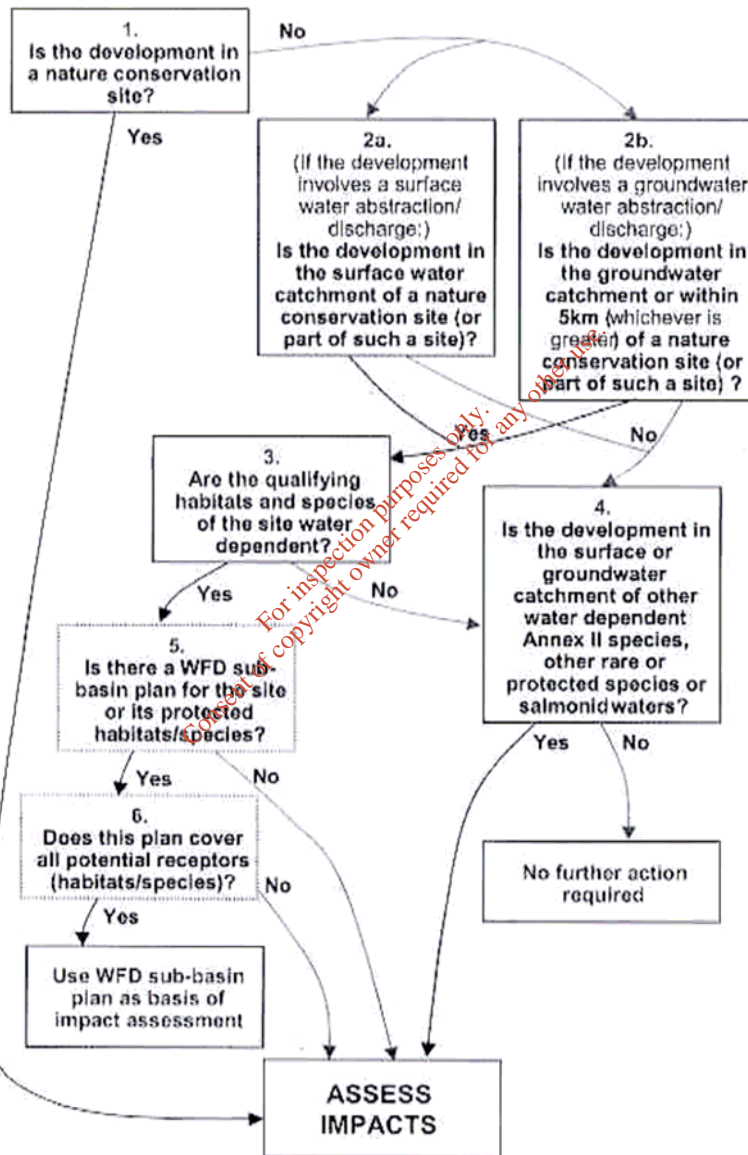 1.
Is the development in
a nature conservation
site?
No
Yes
2a.
(If the development
involves a surface
water abstraction/
discharge:)
Is the development in
the surface water
catchment of a nature
conservation site (or
part of such a site)?
2b.
(If the development
involves a groundwater
water abstraction/
discharge:)
Is the development in
the groundwater
catchment or within
5km (whichever is
greater) of a nature
conservation site (or
part of such a site) ?
Yes
No
3.
Are the qualifying
habitats and species
of the site water
dependent?
Yes
No
4.
Is the development in
the surface or
groundwater
catchment of other
water dependent
Annex II species,
other rare or
protected species or
salmonid waters?
Yes
No
5.
Is there a WFD sub-
basin plan for the site
or its protected
habitats/species?
Yes
No
6.
Does this plan cover
all potential receptors
(habitats/species)?
No
Yes
No further action
required
Use WFD sub-basin
plan as basis of
impact assessment
ASSESS
IMPACTS
For inspection purposes only.
Consent of copyright owner required for any other use.